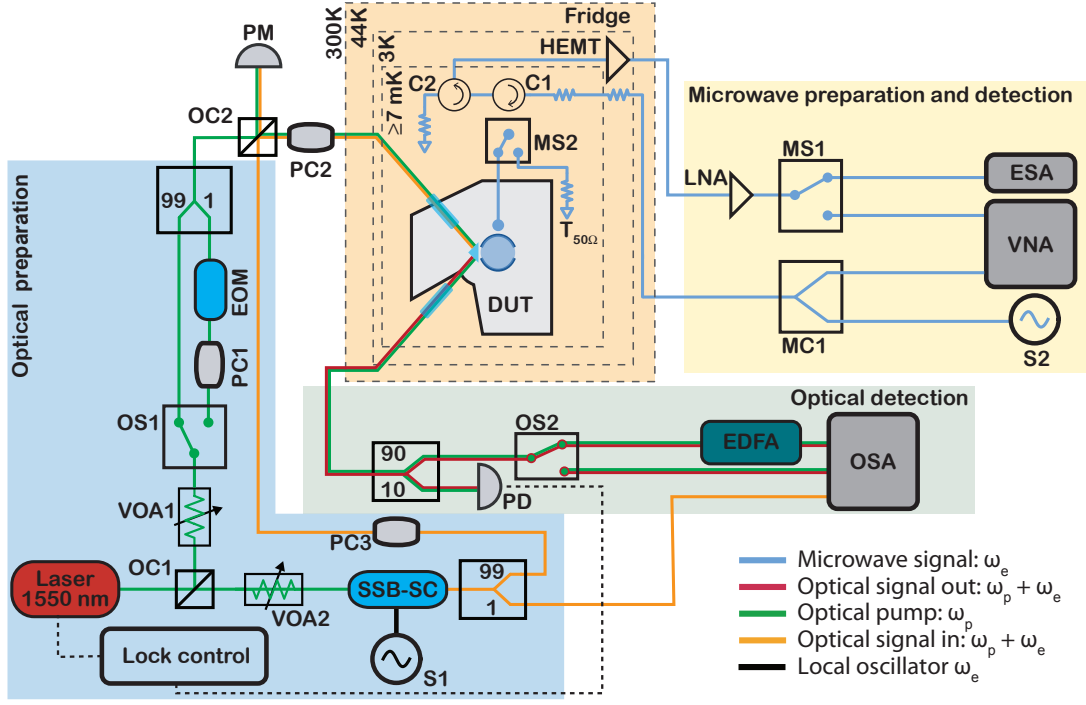 PM
300K
44K
3K
≥7 mK
Fridge
HEMT
C2
C1
OC2
PC2
MS2
T50Ω
DUT
Microwave preparation and detection
LNA
MS1
ESA
VNA
MC1
S2
Optical preparation
99
1
EOM
PC1
OS1
VOA1
OC1
Laser
1550 nm
VOA2
SSB-SC
PC3
99
1
Lock control
S1
Optical detection
90
10
OS2
PD
EDFA
OSA
Microwave signal: ωe
Optical signal out: ωp + ωe
Optical pump: ωp
Optical signal in: ωp + ωe
Local oscillator ωe